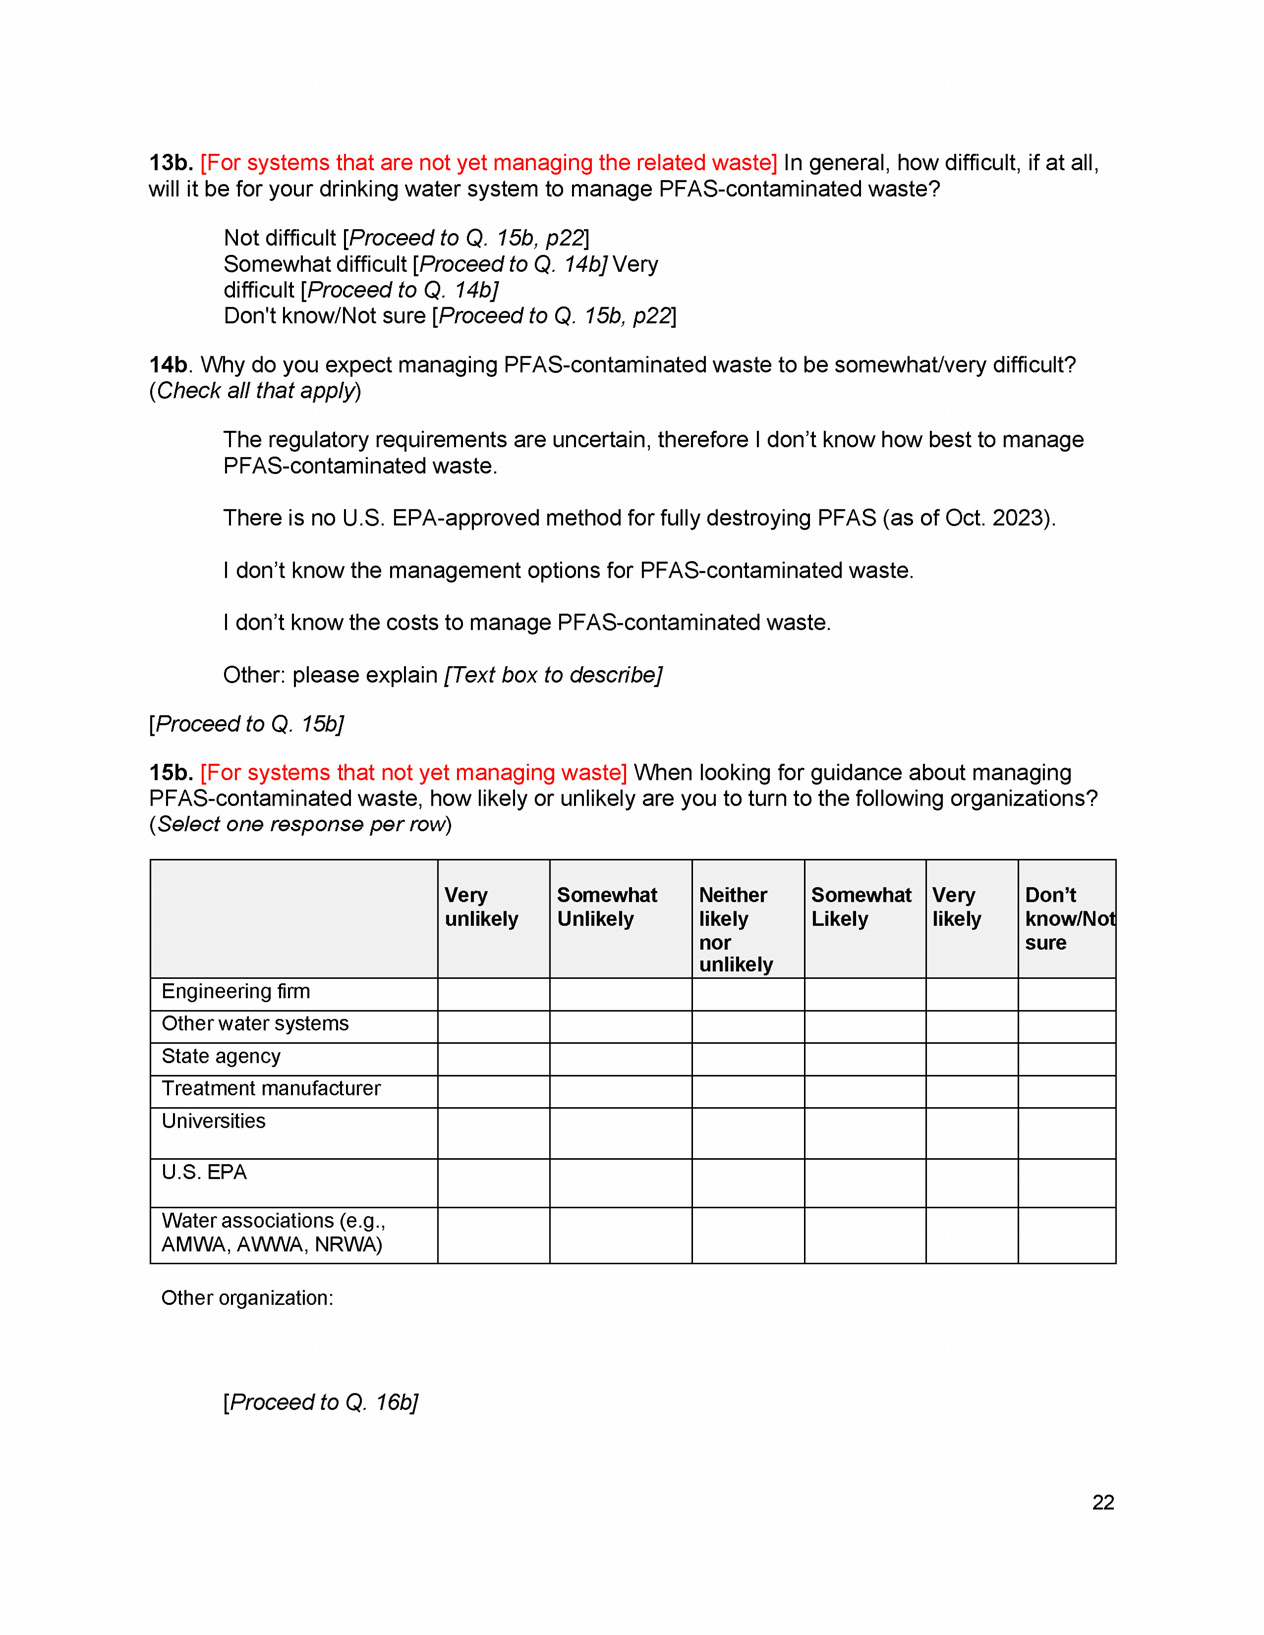 13b. [For systems that are not yet managing the related waste] In general, how difficult, if at all,
will it be for your drinking water system to manage PFAS-contaminated waste?
Not difficult [Proceed to Q. 15b, p22]
Somewhat difficult [Proceed to Q. 14b] Very
difficult [Proceed to Q. 14b]
Don't know/Not sure [Proceed to Q. 15b, p22]
14b. Why do you expect managing PFAS-contaminated waste to be somewhat/very difficult?
(Check all that apply)
The regulatory requirements are uncertain, therefore I don’t know how best to manage
PFAS-contaminated waste.
There is no U.S. EPA-approved method for fully destroying PFAS (as of Oct. 2023).
I don’t know the management options for PFAS-contaminated waste.
I don’t know the costs to manage PFAS-contaminated waste.
Other: please explain [Text box to describe]
[Proceed to Q. 15b]
15b. [For systems that not yet managing waste] When looking for guidance about managing
PFAS-contaminated waste, how likely or unlikely are you to turn to the following organizations?
(Select one response per row)
Very
unlikely
Somewhat
Unlikely
Neither
likely
nor
unlikely
Somewhat
Likely
Very
likely
Don’t
know/Not
sure
Engineering firm
Other water systems
State agency
Treatment manufacturer
Universities
U.S. EPA
Water associations (e.g.,
AMWA, AWWA, NRWA)
Other organization:
[Proceed to Q. 16b]
22